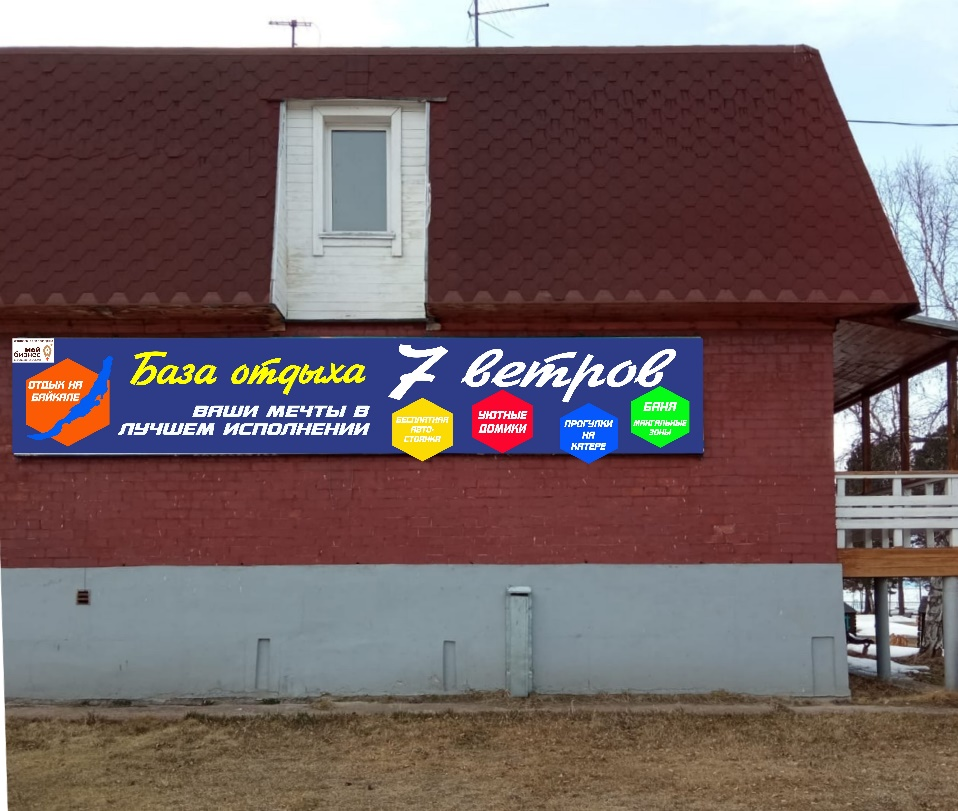 мой
бизнес
ОТДЫХ НА
БАЙКАЛЕ
База отдыха 7 ветров
ВАШИ МЕЧТЫ В
ЛУЧШЕМ ИСПОЛНЕНИИ
БЕСПЛАТНАЯ
АВТО-
СТОЯНКА
УЮТНЫЕ
ДОМИКИ
ПРОГУЛКИ
НА
КАТЕРЕ
БАНЯ
МАНГАЛЬНЫЕ
ЗОНЫ